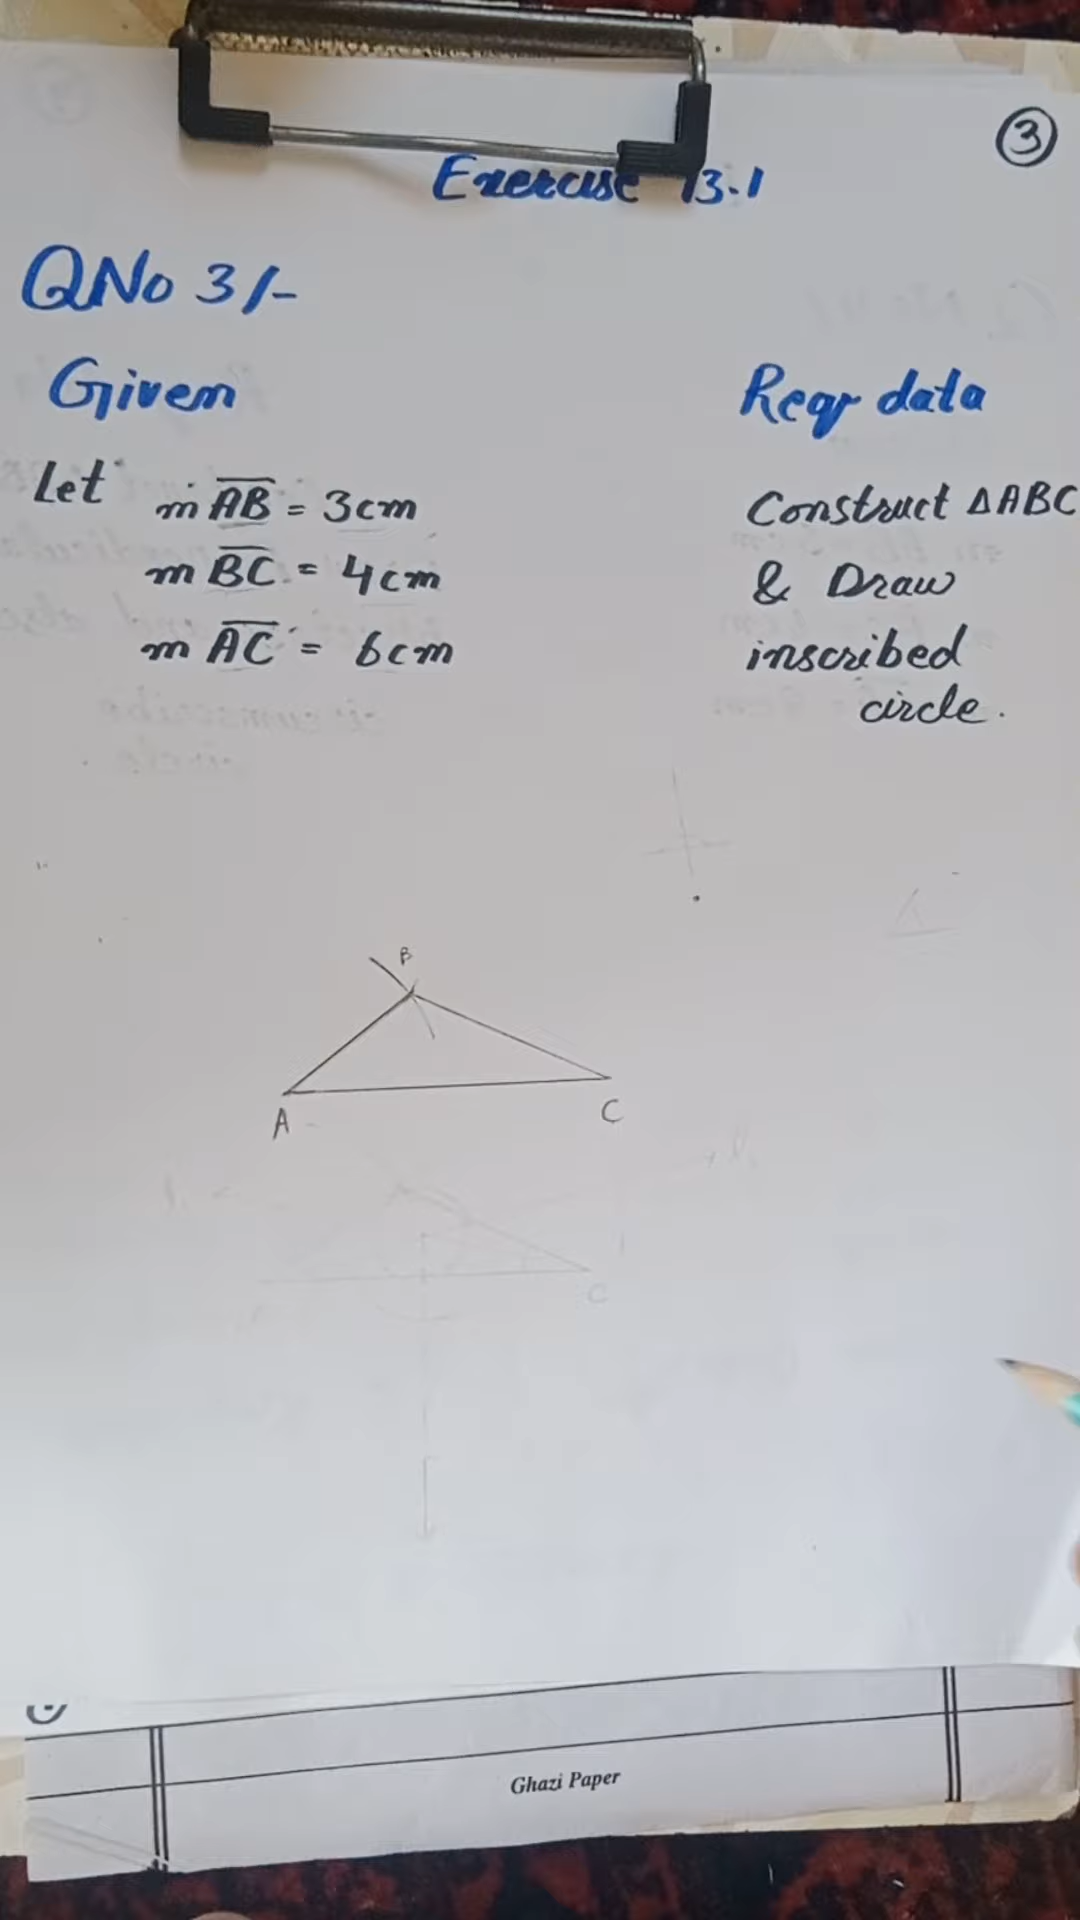 3
Exercise 13.1
QNo 3/-
Given
Reqr data
Let m AB = 3cm
m BC = 4cm
m AC = 6cm
Construct ΔABC
& Draw
inscribed
circle.
B
A
C
C
Ghazi Paper